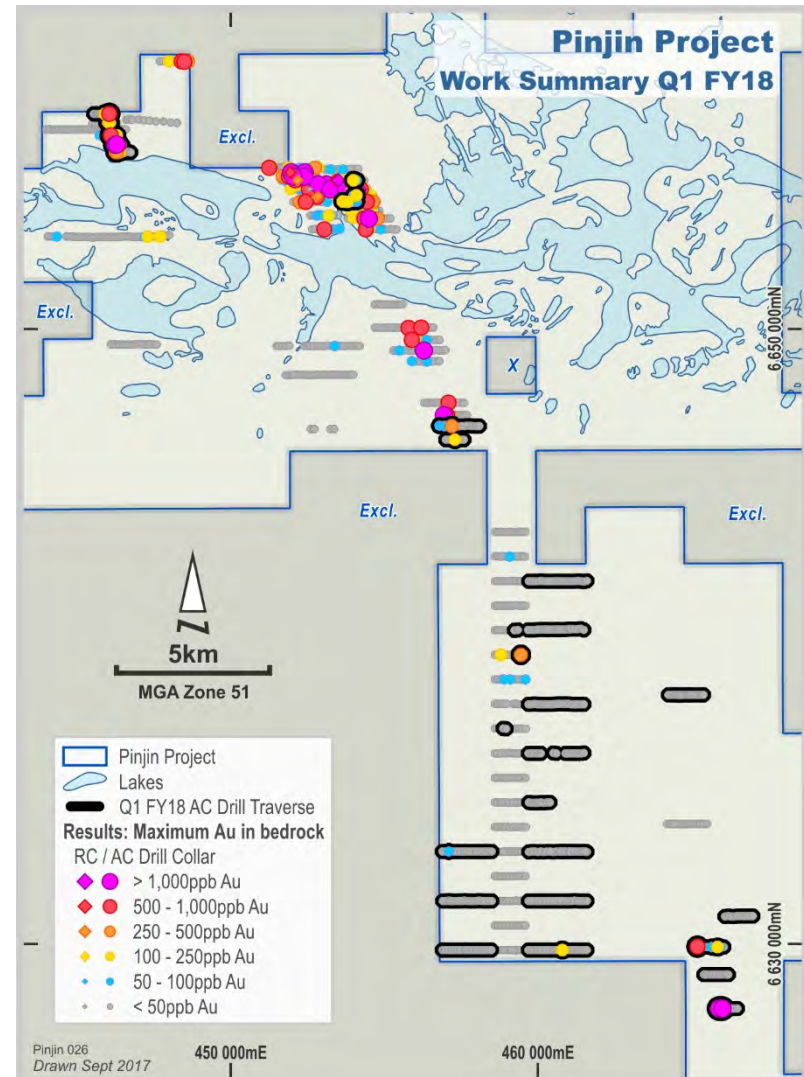 Pinjin Project
Work Summary Q1 FY18
Excl.
Excl.
6 650 000mN
X
Excl.
Excl.
N
5km
MGA Zone 51
Pinjin Project
Lakes
Q1 FY18 AC Drill Traverse
Results: Maximum Au in bedrock
RC / AC Drill Collar
> 1,000ppb Au
500 - 1,000ppb Au
250 - 500ppb Au
100 - 250ppb Au
50 - 100ppb Au
< 50ppb Au
6 630 000mN
Pinjin 026
Drawn Sept 2017
450 000mE
460 000mE